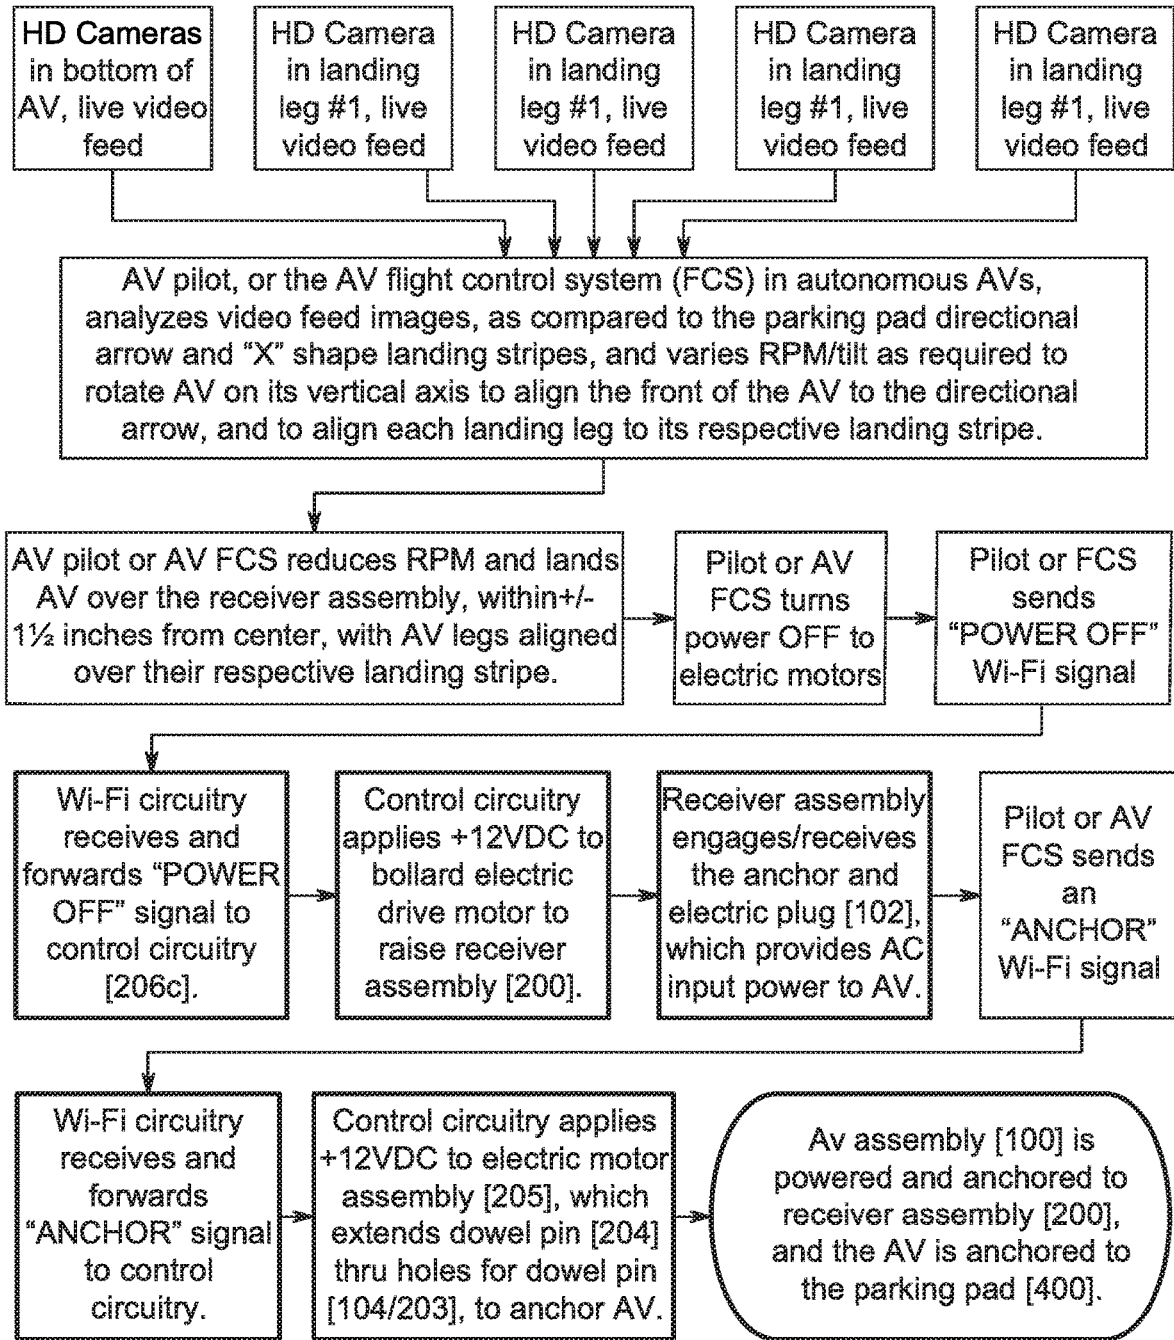 HD Cameras
in bottom of
AV, live video
feed
HD Camera
in landing
leg #1, live
video feed
HD Camera
in landing
leg #1, live
video feed
HD Camera
in landing
leg #1, live
video feed
HD Camera
in landing
leg #1, live
video feed
AV pilot, or the AV flight control system (FCS) in autonomous AVs,
analyzes video feed images, as compared to the parking pad directional
arrow and “X” shape landing stripes, and varies RPM/tilt as required to
rotate AV on its vertical axis to align the front of the AV to the directional
arrow, and to align each landing leg to its respective landing stripe.
AV pilot or AV FCS reduces RPM and lands
AV over the receiver assembly, within+/-
1½ inches from center, with AV legs aligned
over their respective landing stripe.
Pilot or AV
FCS turns
power OFF to
electric motors
Pilot or FCS
sends
“POWER OFF”
Wi-Fi signal
Wi-Fi circuitry
receives and
forwards “POWER
OFF” signal to
control circuitry
[206c].
Control circuitry
applies +12VDC to
bollard electric
drive motor to
raise receiver
assembly [200].
Receiver assembly
engages/receives
the anchor and
electric plug [102],
which provides AC
input power to AV.
Pilot or AV
FCS sends
an
“ANCHOR”
Wi-Fi signal
Wi-Fi circuitry
receives and
forwards
“ANCHOR” signal
to control
circuitry.
Control circuitry applies
+12VDC to electric motor
assembly [205], which
extends dowel pin [204]
thru holes for dowel pin
[104/203], to anchor AV.
Av assembly [100] is
powered and anchored to
receiver assembly [200],
and the AV is anchored to
the parking pad [400].